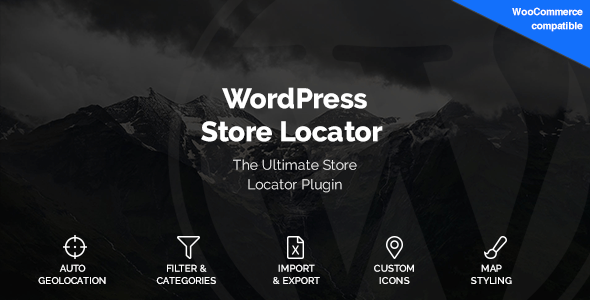 WooCommerce
compatible
WordPress
Store Locator
The Ultimate Store
Locator Plugin
AUTO
GEOLOCATION
FILTER &
CATEGORIES
IMPORT
& EXPORT
CUSTOM
ICONS
MAP
STYLING